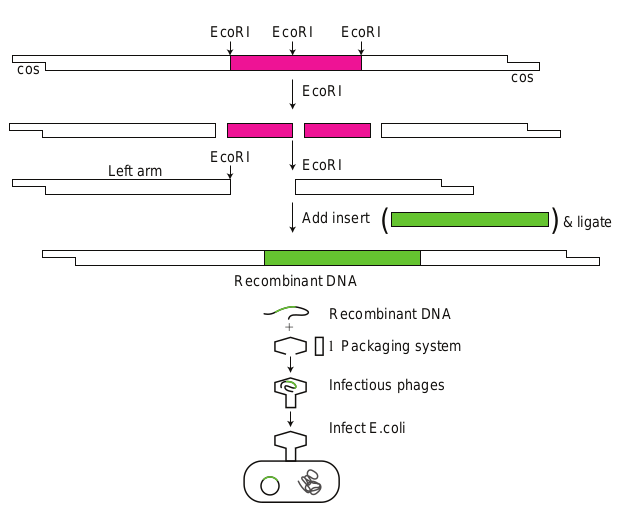 EcoRI EcoRI EcoRI
cos
cos
EcoRI
EcoRI
EcoRI
Left arm
Add insert ( ) & ligate
Recombinant DNA
Recombinant DNA
+
l Packaging system
Infectious phages
Infect E.coli